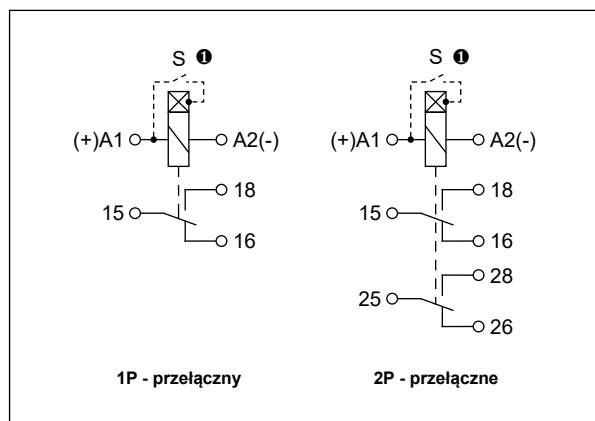 S ❶ S ❶
(+)A1 A2(-) (+)A1 A2(-)
18 18
15 15
16 16
28
25
26
1P - przełączny 2P - przełączne